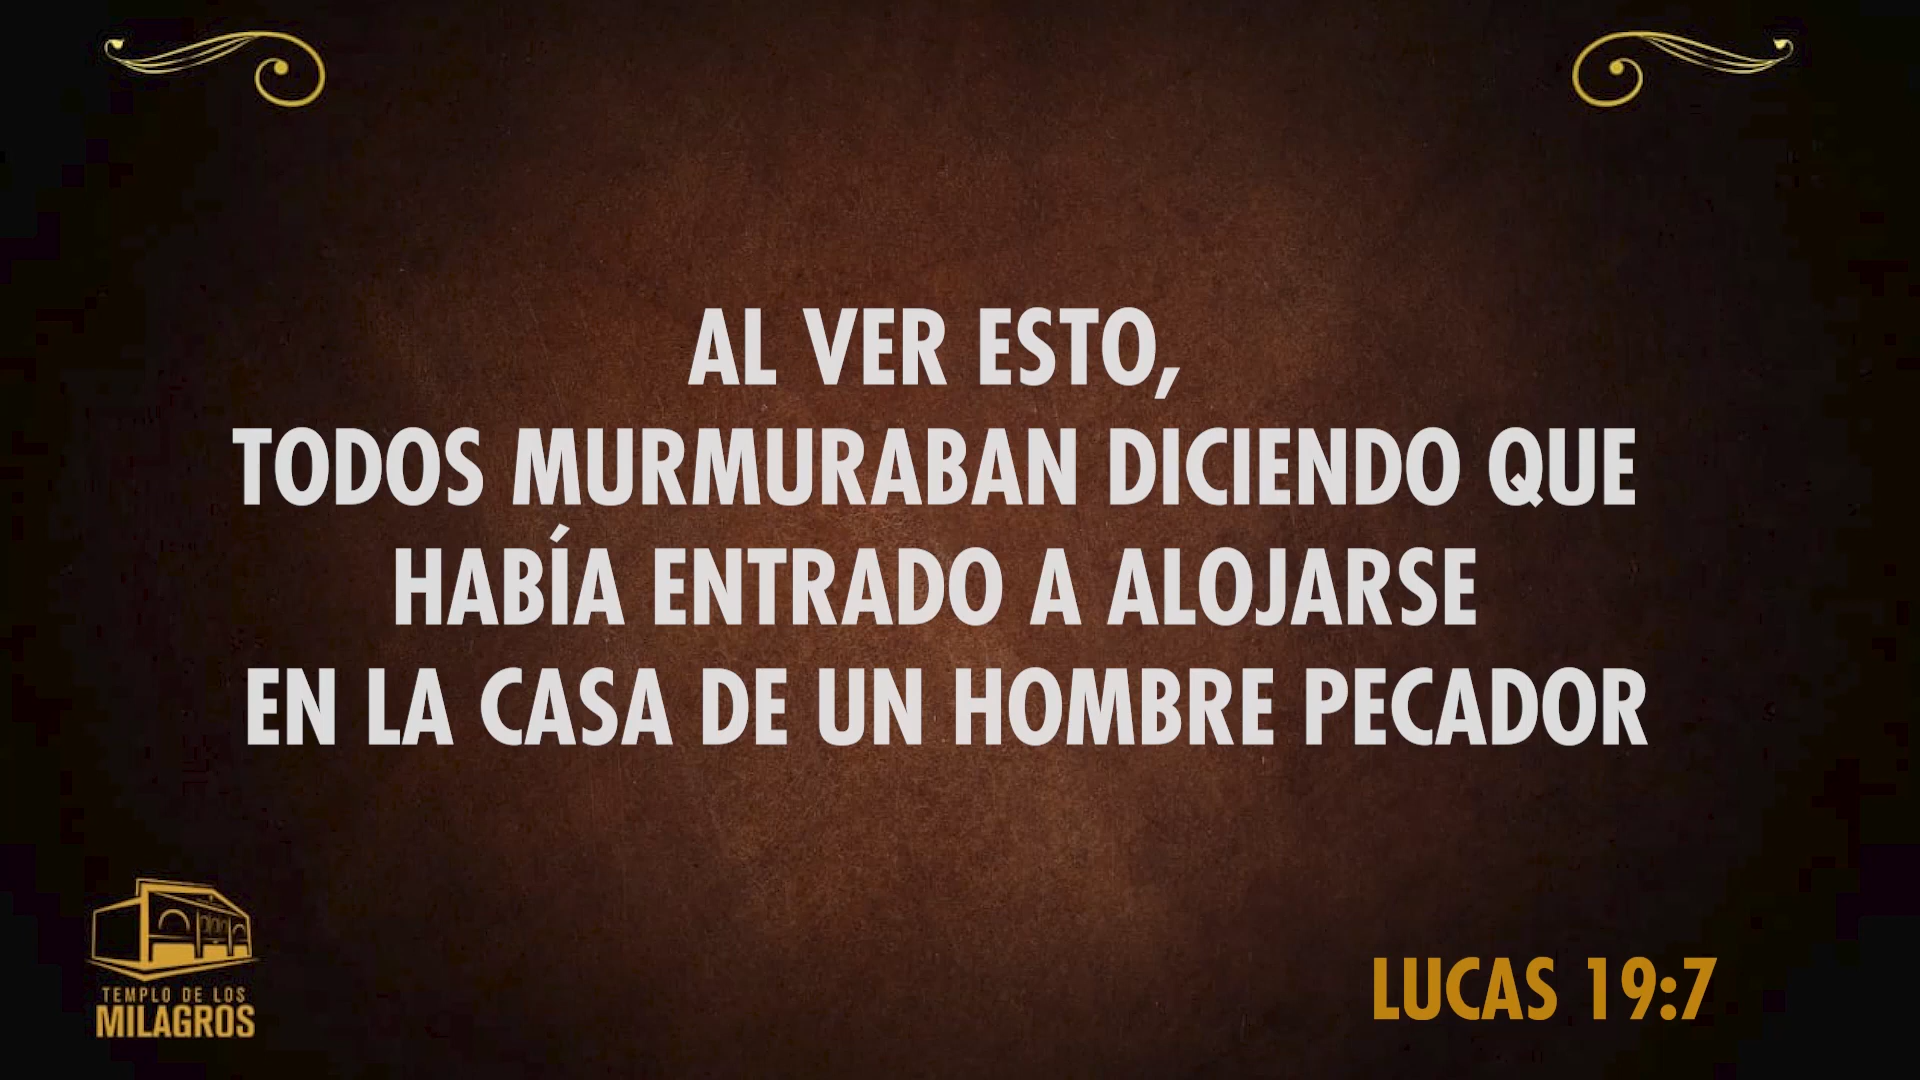 AL VER ESTO,
TODOS MURMURABAN DICIENDO QUE
HABÍA ENTRADO A ALOJARSE
EN LA CASA DE UN HOMBRE PECADOR
TEMPLO DE LOS
MILAGROS
LUCAS 19:7